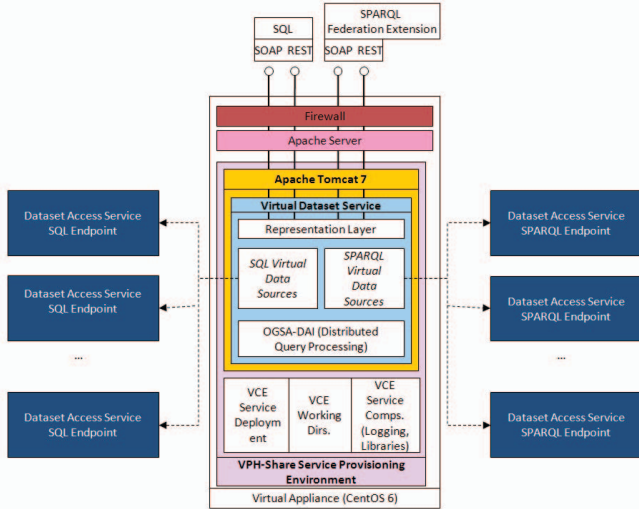 SQL
SOAP REST
SPARQL
Federation Extension
SOAP REST
Firewall
Apache Server
Apache Tomcat 7
Virtual Dataset Service
Representation Layer
SQL Virtual
Data
Sources
SPARQL
Virtual
Data
Sources
OGSA-DAI (Distributed
Query Processing)
VCE
Service
Deploym
ent
VCE
Working
Dirs.
VCE
Service
Comps.
(Logging,
Libraries)
VPH-Share Service Provisioning
Environment
Virtual Appliance (CentOS 6)
Dataset Access Service
SQL Endpoint
Dataset Access Service
SQL Endpoint
...
Dataset Access Service
SQL Endpoint
Dataset Access Service
SPARQL Endpoint
Dataset Access Service
SPARQL Endpoint
...
Dataset Access Service
SPARQL Endpoint